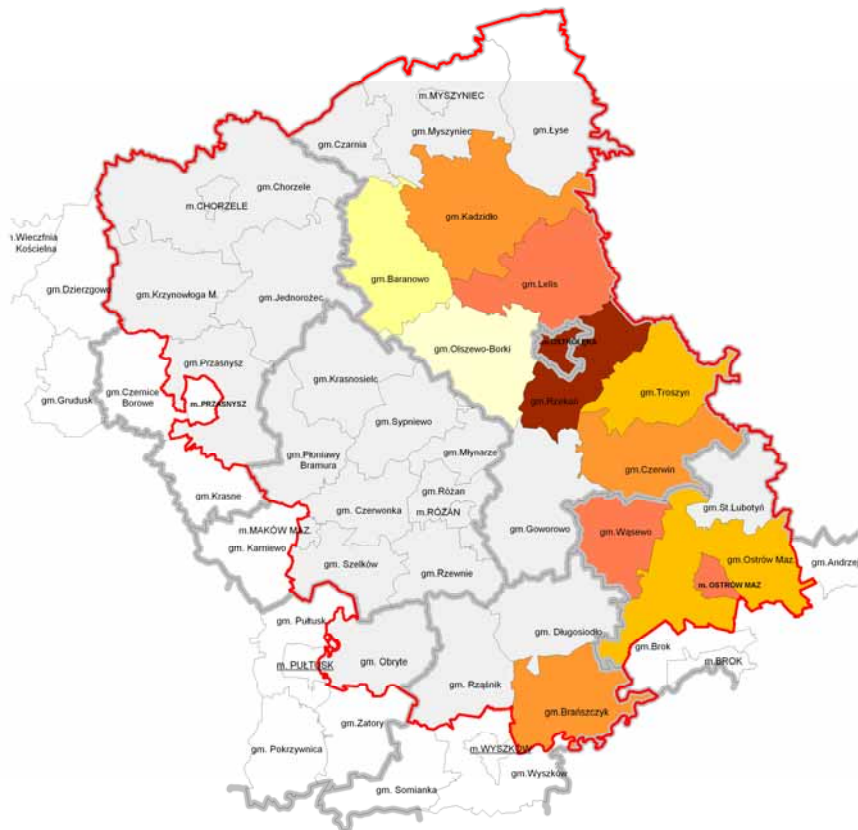 m.MYSZYNIEC
gm.Myszyniec
gm.Łyse
gm.Czarnia
gm.Chorzele
m.CHORZELE
gm.Kadzidło
Kościelna
gm.Baranowo
gm.Lelis
gm.Dzierzgowo
gm.Krzynowłoga M.
gm.Jednorożec
gm.Olszewo-Borki
gm.Przasnysz
gm.Krasnosielc
gm.Troszyn
gm.Grudusk
gm.Czernice
Borowe
m.PRZASNYSZ
gm.Rzekuń
gm.Sypniewo
gm.Młynarze
gm.Płoniawy
Bramura
gm.Czerwin
gm.Krasne
gm.Różan
m.RÓŻAN
gm. Czerwonka
gm.St.Lubotyń
m.MAKÓW MAZ.
gm. Karniewo
gm.Goworowo
gm.Wąsewo
gm.Ostrów Maz.
gm.Andrzej
gm. Szelków
gm.Rzewnie
m. OSTRÓW MAZ
gm. Pułtusk
gm. Długosiodło
gm.Brok
m.PUŁTUSK
gm. Obryte
m.BROK
gm. Rząśnik
gm.Brańszczyk
gm.Zatory
gm. Pokrzywnica
m.WYSZKÓW
gm.Wyszków
gm. Somianka